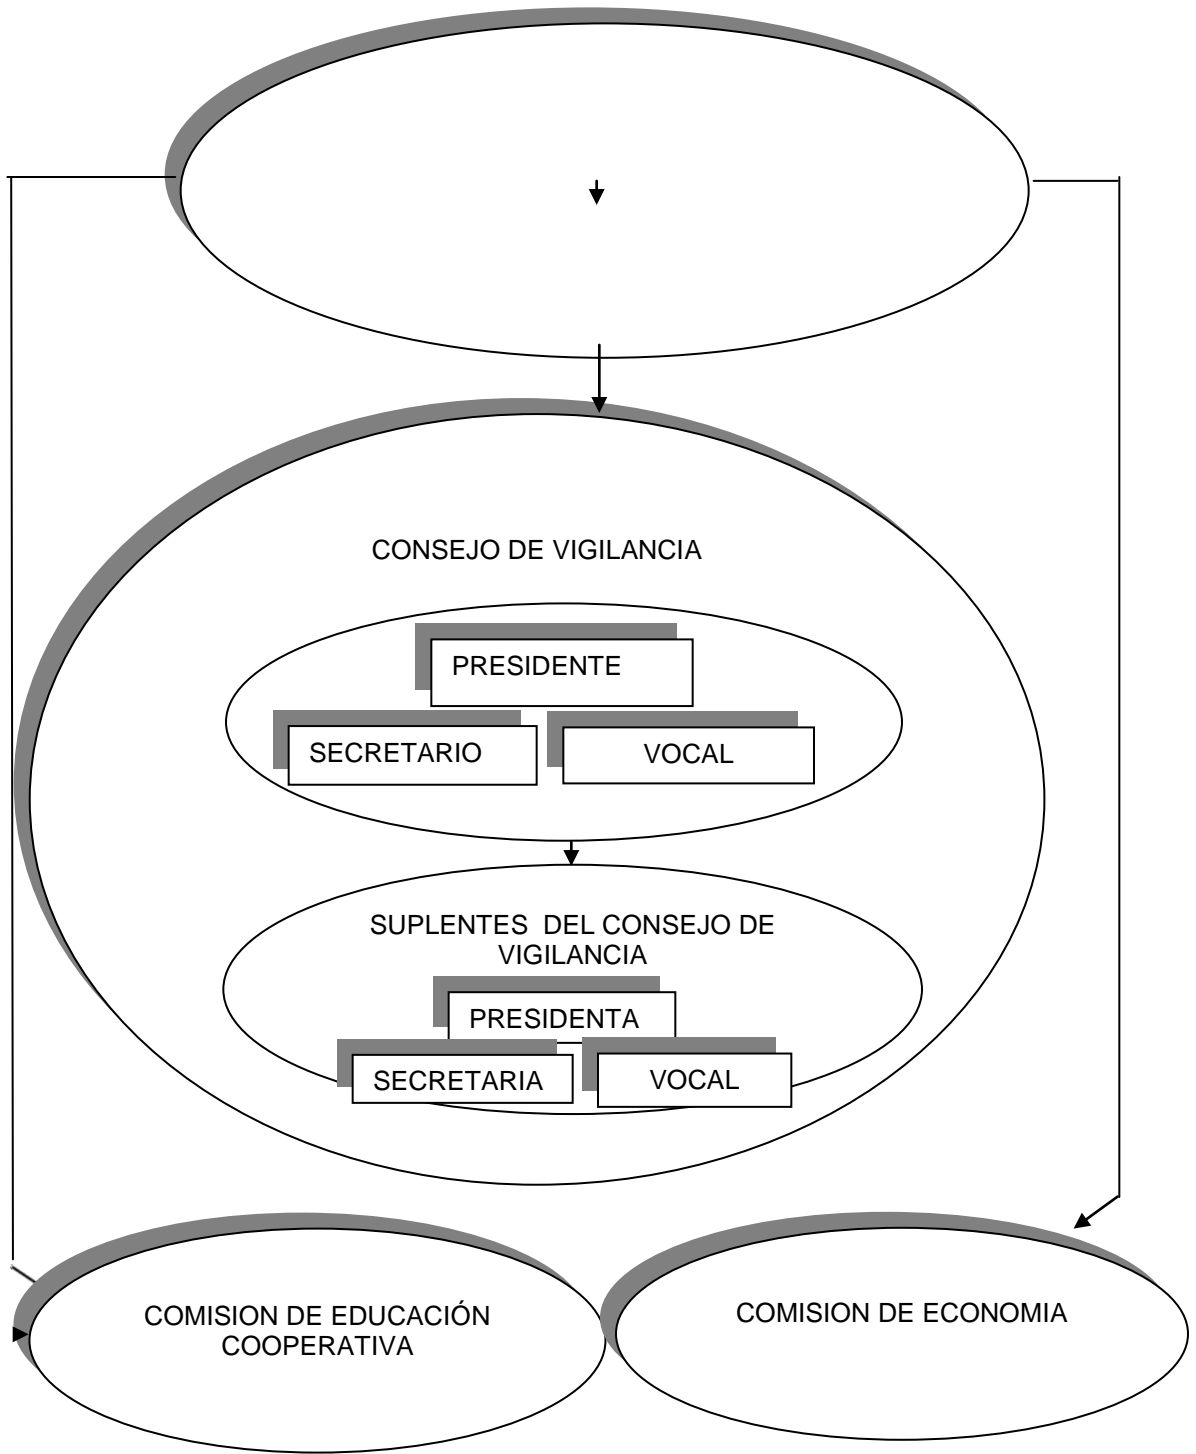 CONSEJO DE VIGILANCIA
PRESIDENTE
SECRETARIO
VOCAL
SUPLENTES  DEL CONSEJO DE
VIGILANCIA
PRESIDENTA
SECRETARIA
VOCAL
COMISION DE EDUCACIÓN
COOPERATIVA
COMISION DE ECONOMIA